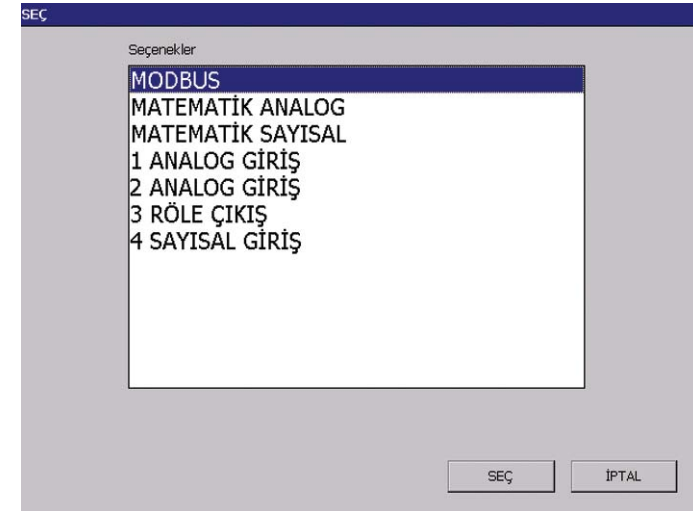 SEÇ
Seçenekler
MODBUS
MATEMATİK ANALOG
MATEMATİK SAYISAL
1 ANALOG GİRİŞ
2 ANALOG GİRİŞ
3 RÖLE ÇIKIŞ
4 SAYISAL GİRİŞ
SEÇ İPTAL